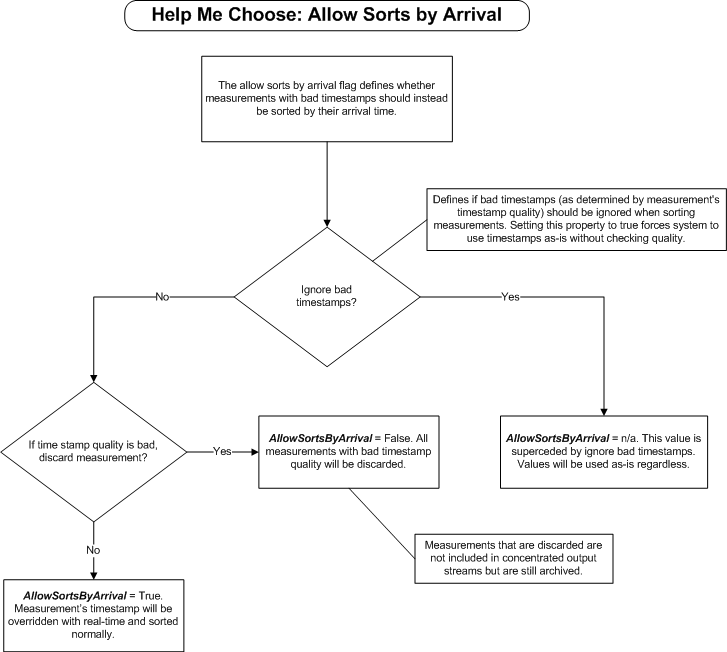 Help Me Choose: Allow Sorts by Arrival
The allow sorts by arrival flag defines whether
measurements with bad timestamps should instead
be sorted by their arrival time.
Defines if bad timestamps (as determined by measurement's
timestamp quality) should be ignored when sorting
measurements. Setting this property to true forces system to
use timestamps as-is without checking quality.
Ignore bad
timestamps?
No
Yes
If time stamp quality is bad,
discard measurement?
Yes
AllowSortsByArrival = False. All
measurements with bad timestamp
quality will be discarded.
AllowSortsByArrival = n/a. This value is
superceded by ignore bad timestamps.
Values will be used as-is regardless.
Measurements that are discarded are
not included in concentrated output
streams but are still archived.
No
AllowSortsByArrival = True.
Measurement's timestamp will be
overridden with real-time and sorted
normally.